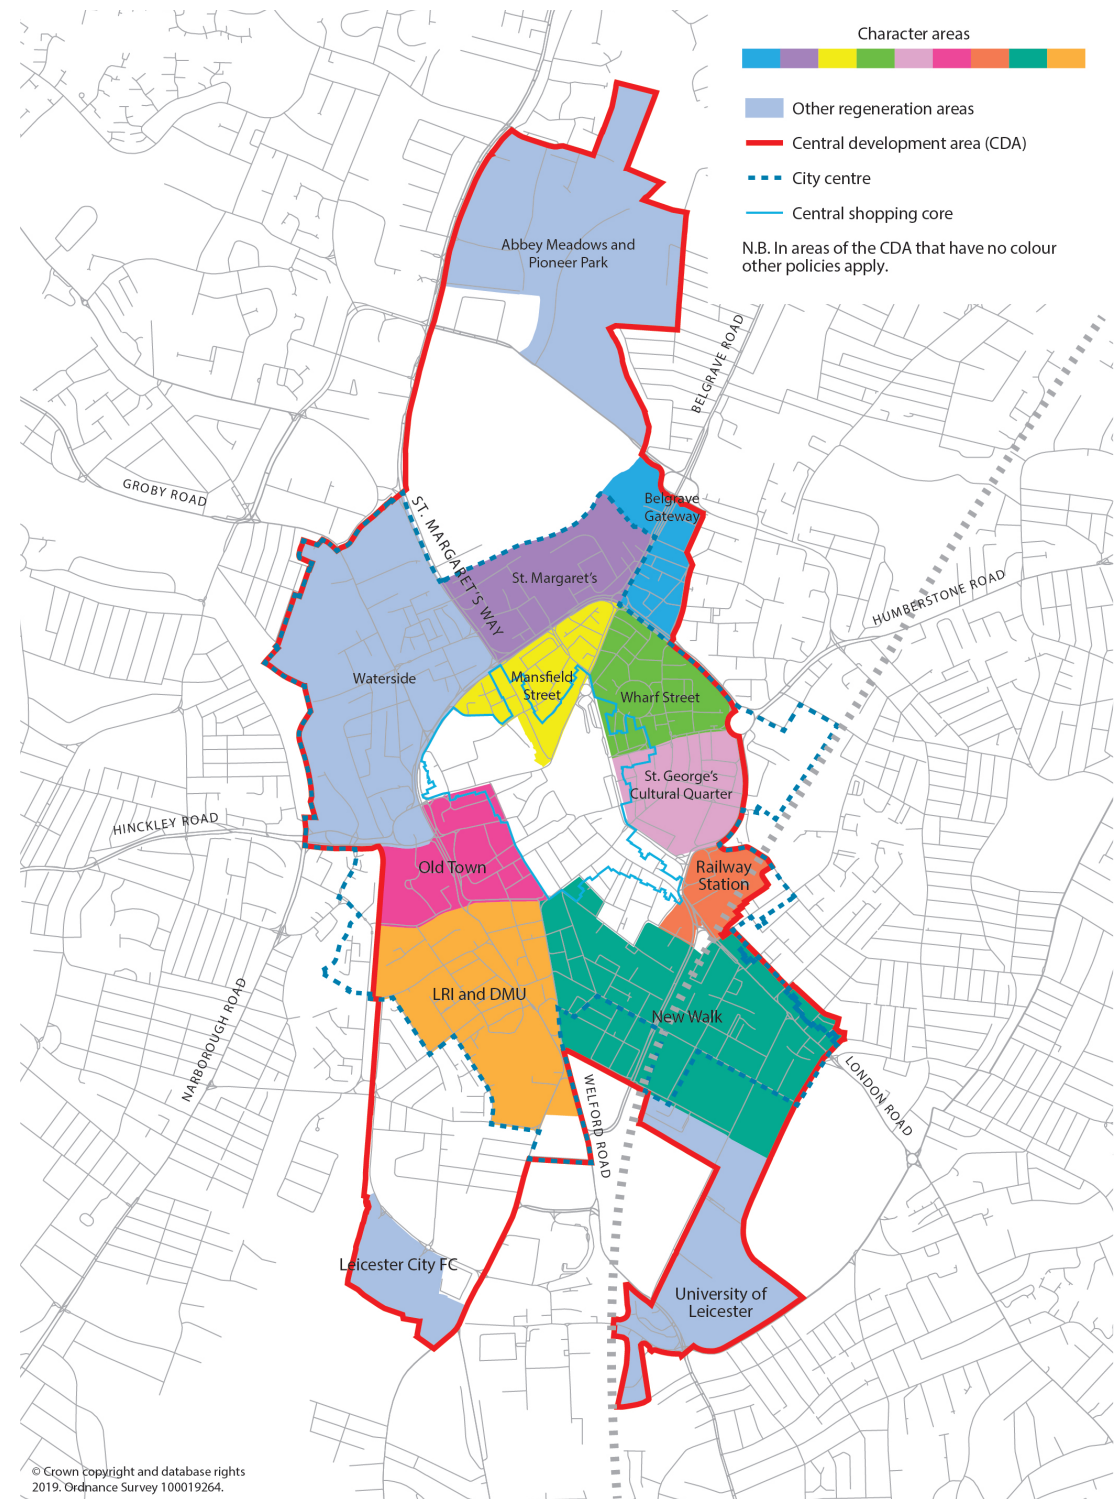 Character areas
Other regeneration areas
Central development area (CDA)
City centre
Central shopping core
N.B. In areas of the CDA that have no colour
other policies apply.
Abbey Meadows and
Pioneer Park
BELGRAVE ROAD
GROBY ROAD
ST. MARGARET'S WAY
Belgrave
Gateway
St. Margaret's
HUMBERSTONE ROAD
Waterside
Mansfield
Street
Wharf Street
St. George's
Cultural Quarter
HINCKLEY ROAD
Old Town
Railway
Station
LRI and DMU
New Walk
NARBOROUGH ROAD
WELFORD ROAD
LONDON ROAD
Leicester City FC
University of
Leicester
© Crown copyright and database rights
2019. Ordnance Survey 100019264.